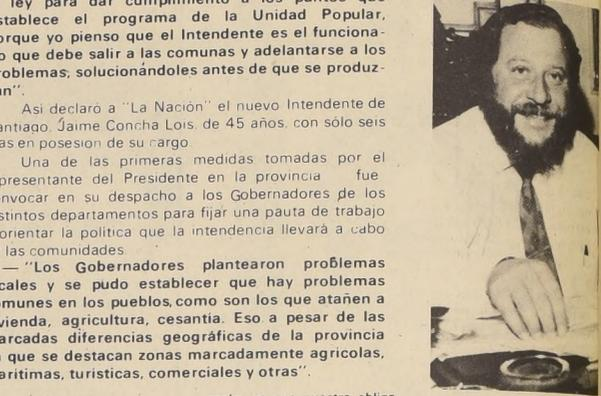 ley para dar cumplimiento a los puntos que
stablece el programa de la Unidad Popular,
orque yo pienso que el Intendente es el funciona-
o que debe salir a las comunas y adelantarse a los
roblemas, solucionándoles antes de que se produz-
an".
Asi declaró a "La Nación" el nuevo Intendente de
antiago, Jaime Concha Lois, de 45 años, con sólo seis
as en posesion de su cargo
Una de las primeras medidas tomadas por el
presentante del Presidente en la provincia fue
nvocar en su despacho a los Gobernadores de los
stintos departamentos para fijar una pauta de trabajo
orientar la politica que la intendencia llevará a cabo
las comunidades
— "Los Gobernadores plantearon problemas
cales y se pudo establecer que hay problemas
omunes en los pueblos, como son los que atañen a
vienda, agricultura, cesantía. Eso a pesar de las
arcadas diferencias geográficas de la provincia
que se destacan zonas marcadamente agricolas,
arítimas, turísticas, comerciales y otras".